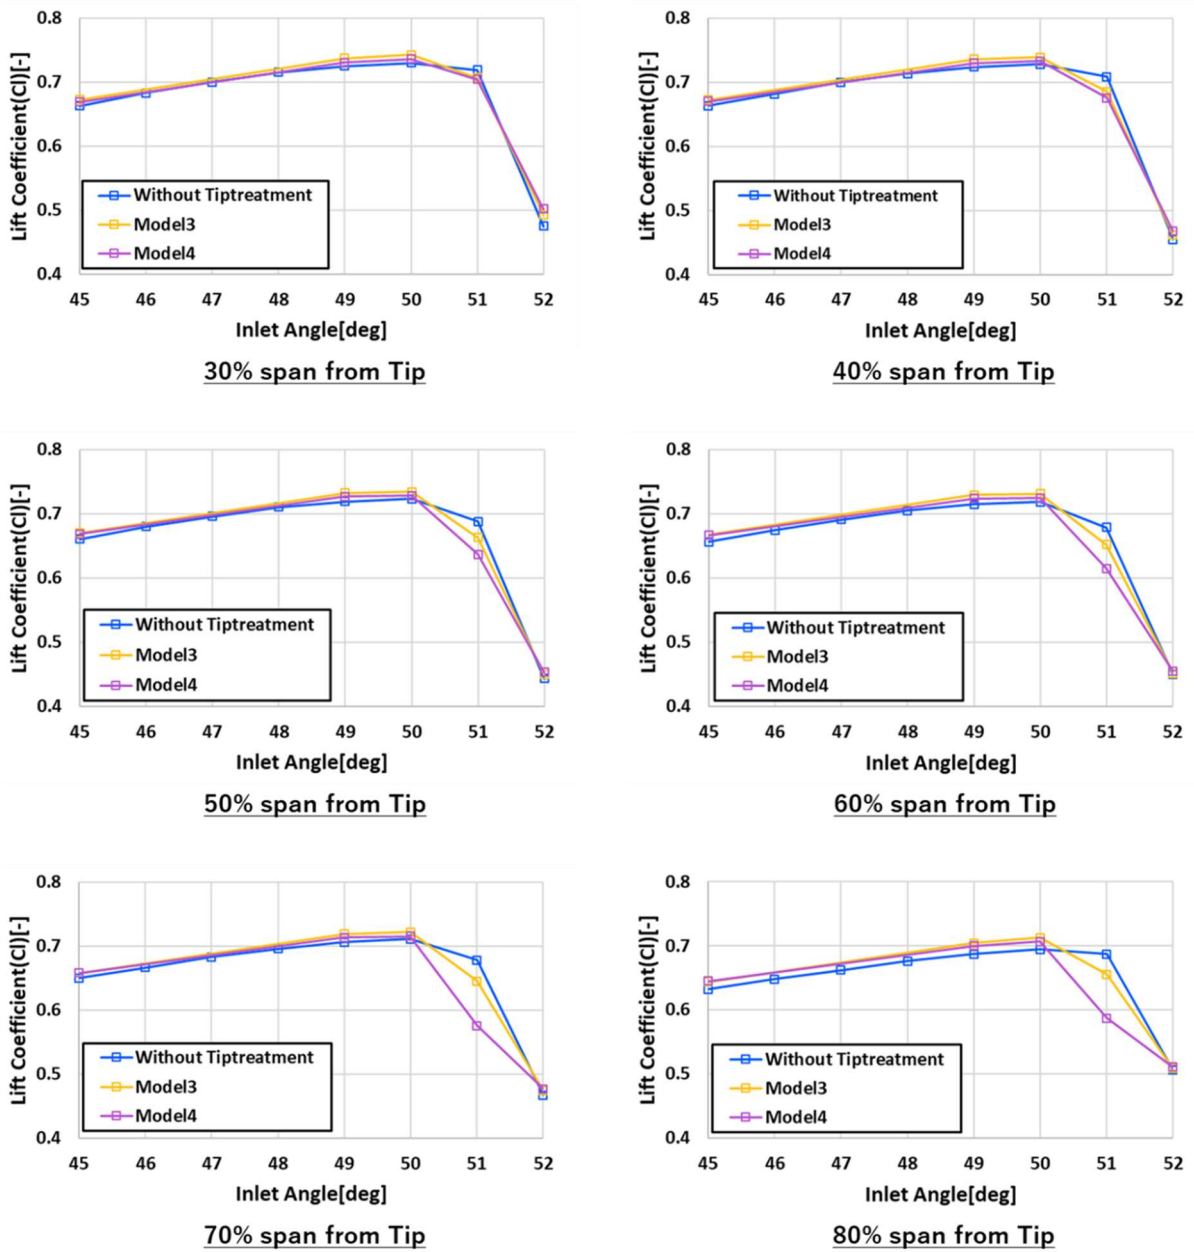 0.8
0.7
0.6
0.5
0.4
Lift Coefficient(Cl)[-]
Without Tiptreatment
Model3
Model4
45 46 47 48 49 50 51 52
Inlet Angle[deg]
30% span from Tip
0.8
0.7
0.6
0.5
0.4
Lift Coefficient(Cl)[-]
Without Tiptreatment
Model3
Model4
45 46 47 48 49 50 51 52
Inlet Angle[deg]
40% span from Tip
0.8
0.7
0.6
0.5
0.4
Lift Coefficient(Cl)[-]
Without Tiptreatment
Model3
Model4
45 46 47 48 49 50 51 52
Inlet Angle[deg]
50% span from Tip
0.8
0.7
0.6
0.5
0.4
Lift Coefficient(Cl)[-]
Without Tiptreatment
Model3
Model4
45 46 47 48 49 50 51 52
Inlet Angle[deg]
60% span from Tip
0.8
0.7
0.6
0.5
0.4
Lift Coefficient(Cl)[-]
Without Tiptreatment
Model3
Model4
45 46 47 48 49 50 51 52
Inlet Angle[deg]
70% span from Tip
0.8
0.7
0.6
0.5
0.4
Lift Coefficient(Cl)[-]
Without Tiptreatment
Model3
Model4
45 46 47 48 49 50 51 52
Inlet Angle[deg]
80% span from Tip